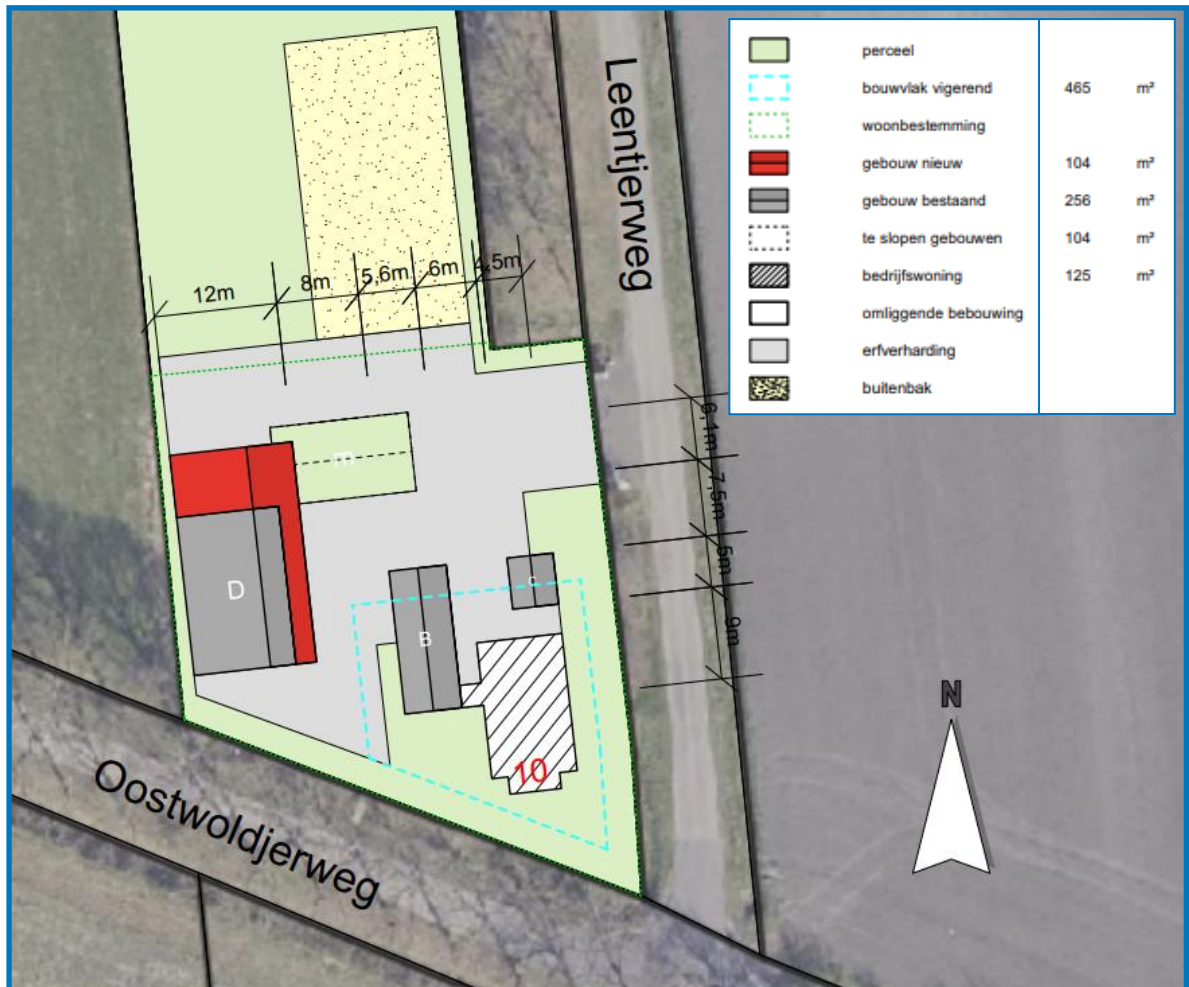 perceel
bouwvlak vigerend 465 m²
woonbestemming
gebouw nieuw 104 m²
gebouw bestaand 256 m²
te slopen gebouwen 104 m²
bedrijfswoning 125 m²
omliggende bebouwing
erfverharding
buitenbak
Leentjerweg
12m 8m 5,6m 6m 4,5m
6,1m
7,5m
5m
9m
E
D
B
C
10
N
Oostwoldjerweg